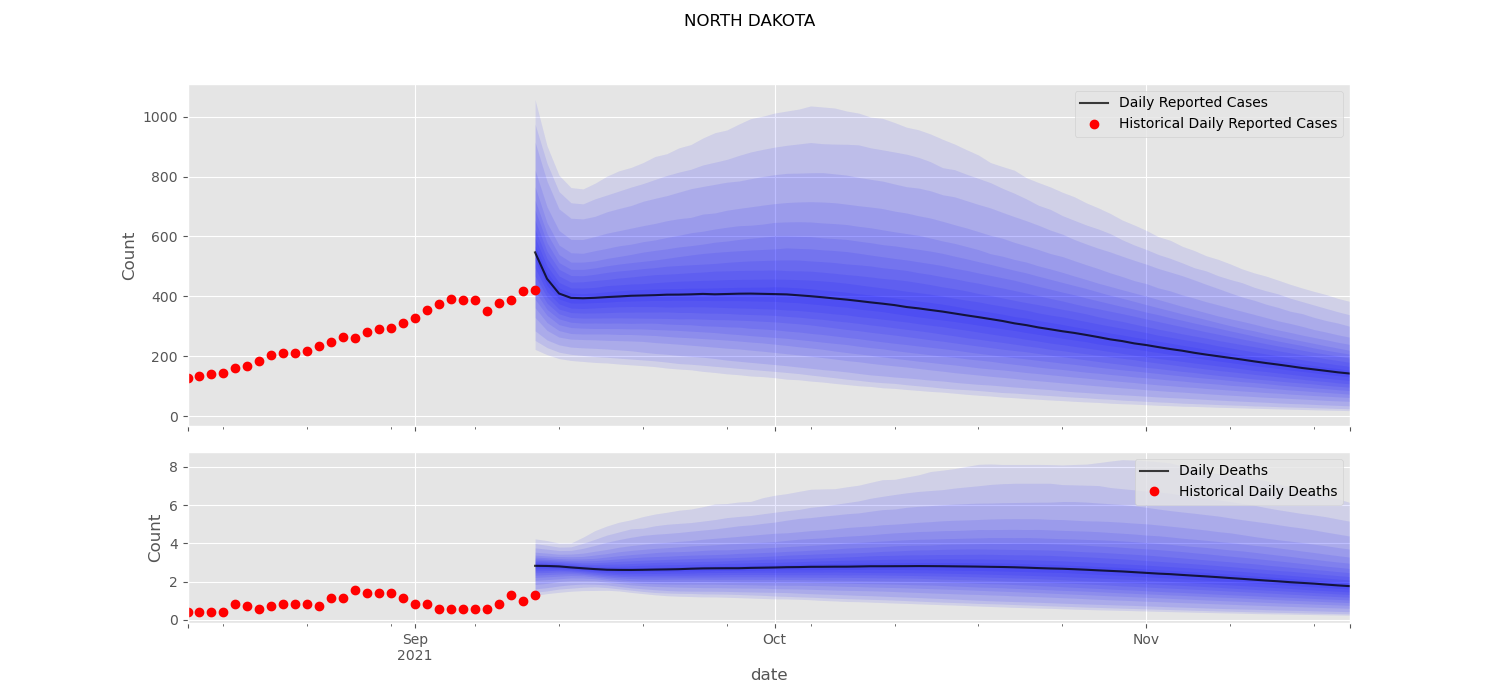 NORTH DAKOTA
Count
1000
800
600
400
200
0
Daily Reported Cases
Historical Daily Reported Cases
Count
8
6
4
2
0
Daily Deaths
Historical Daily Deaths
Sep
2021
Oct
Nov
date